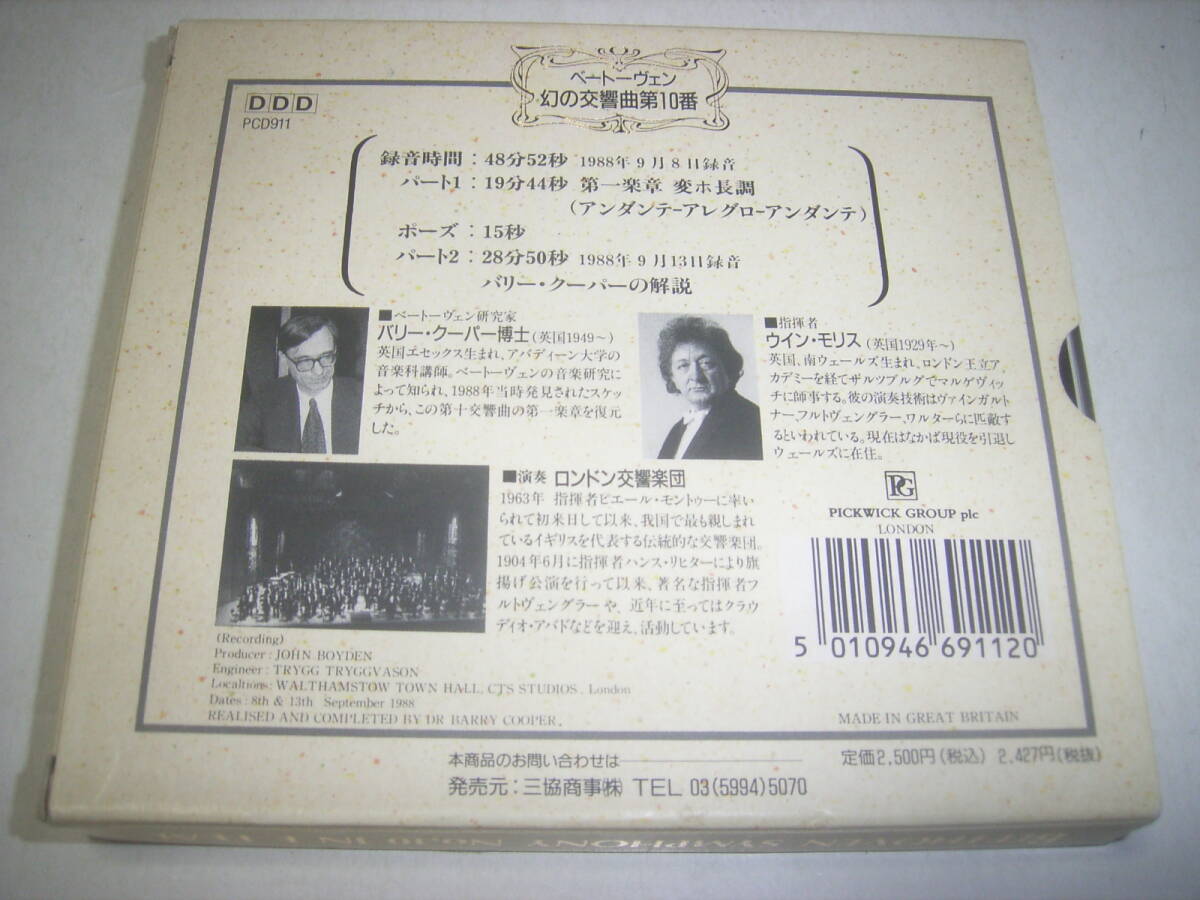 ベートーヴェン
幻の交響曲第10番
DDD
PCD911
録音時間：48分52秒 1988年9月8日録音
パート1：19分44秒 第一楽章 変ホ長調
（アンダンテ-アレグロ-アンダンテ）
ポーズ：15秒
パート2：28分50秒 1988年9月13日録音
バリー・クーパーの解説
■ベートーヴェン研究家
バリー・クーパー博士（英国1949～）
英国エセックス生まれ、アバディーン大学の
音楽科講師。ベートーヴェンの音楽研究に
よって知られ、1988年当時発見されたスケッ
チから、この第十交響曲の第一楽章を復元
した。
■指揮者
ウイン・モリス（英国1929年～）
英国、南ウェールズ生まれ、ロンドン王立ア
カデミーを経てザルツブルグでマルケヴィッ
チに師事する。彼の演奏技術はヴァインガルト
ナー、フルトヴェングラー、ワルターらに匹敵す
るといわれている。現在はなかば現役を引退し
ウェールズに在住。
■演奏 ロンドン交響楽団
1963年 指揮者ピエール・モントゥーに率い
られて初来日して以来、我国で最も親しまれ
ているイギリスを代表する伝統的な交響楽団。
1904年6月に指揮者ハンス・リヒターにより旗
揚げ公演を行って以来、著名な指揮者フ
ルトヴェングラーや、近年に至ってはクラウ
ディオ・アバドなどを迎え、活動しています。
PG
PICKWICK GROUP plc
LONDON
5 010946 691120
(Recording)
Producer : JOHN BOYDEN
Engineer : TRYGG TRYGGVASON
Localtions : WALTHAMSTOW TOWN HALL, CTS STUDIOS, London
Dates : 8th & 13th September 1988
REALISED AND COMPLETED BY DR BARRY COOPER.
MADE IN GREAT BRITAIN
本商品のお問い合わせは
発売元：三協商事㈱ TEL 03(5994)5070
定価2,500円（税込） 2,427円（税抜）